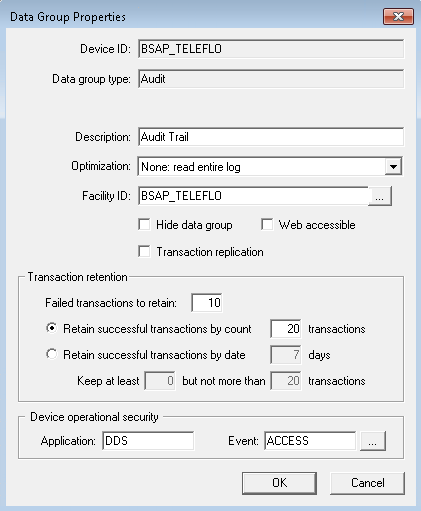 Data Group Properties
Device ID: BSAP_TELEFLO
Data group type: Audit
Description: Audit Trail
Optimization: None: read entire log
Facility ID: BSAP_TELEFLO ...
Hide data group Web accessible
Transaction replication
Transaction retention
Failed transactions to retain: 10
Retain successful transactions by count 20 transactions
Retain successful transactions by date 7 days
Keep at least 0 but not more than 20 transactions
Device operational security
Application: DDS Event: ACCESS ...
OK Cancel